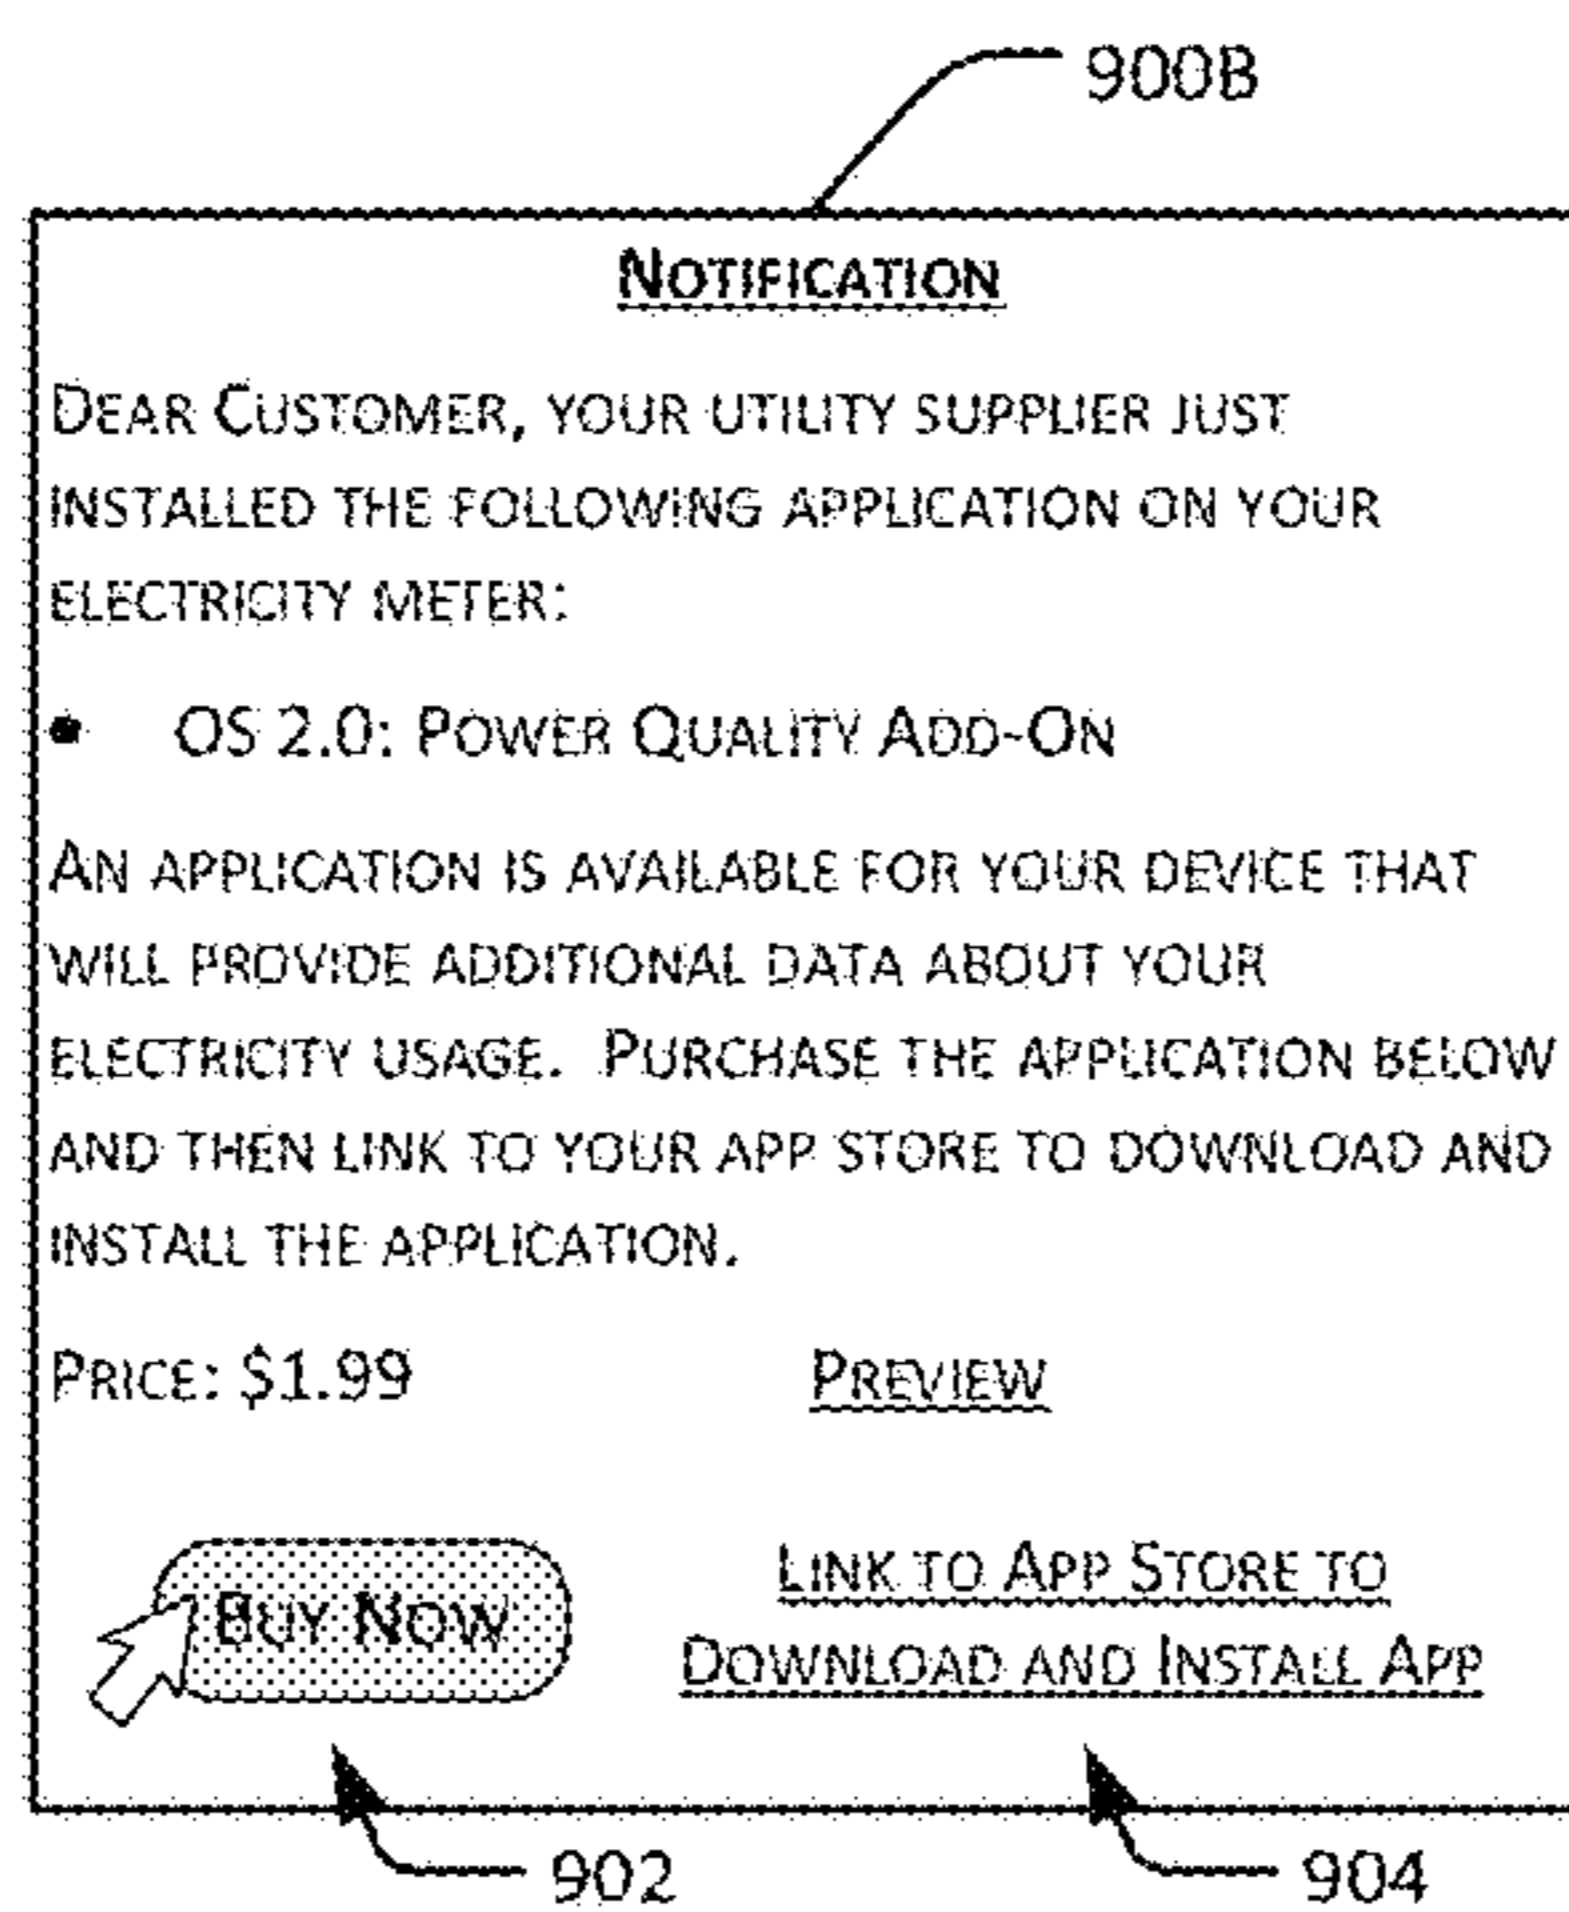 900B
NOTIFICATION
DEAR CUSTOMER, YOUR UTILITY SUPPLIER JUST
INSTALLED THE FOLLOWING APPLICATION ON YOUR
ELECTRICITY METER:
• OS 2.0: POWER QUALITY ADD-ON
AN APPLICATION IS AVAILABLE FOR YOUR DEVICE THAT
WILL PROVIDE ADDITIONAL DATA ABOUT YOUR
ELECTRICITY USAGE. PURCHASE THE APPLICATION BELOW
AND THEN LINK TO YOUR APP STORE TO DOWNLOAD AND
INSTALL THE APPLICATION.
PRICE: $1.99 PREVIEW
BUY NOW
LINK TO APP STORE TO
DOWNLOAD AND INSTALL APP
902 904